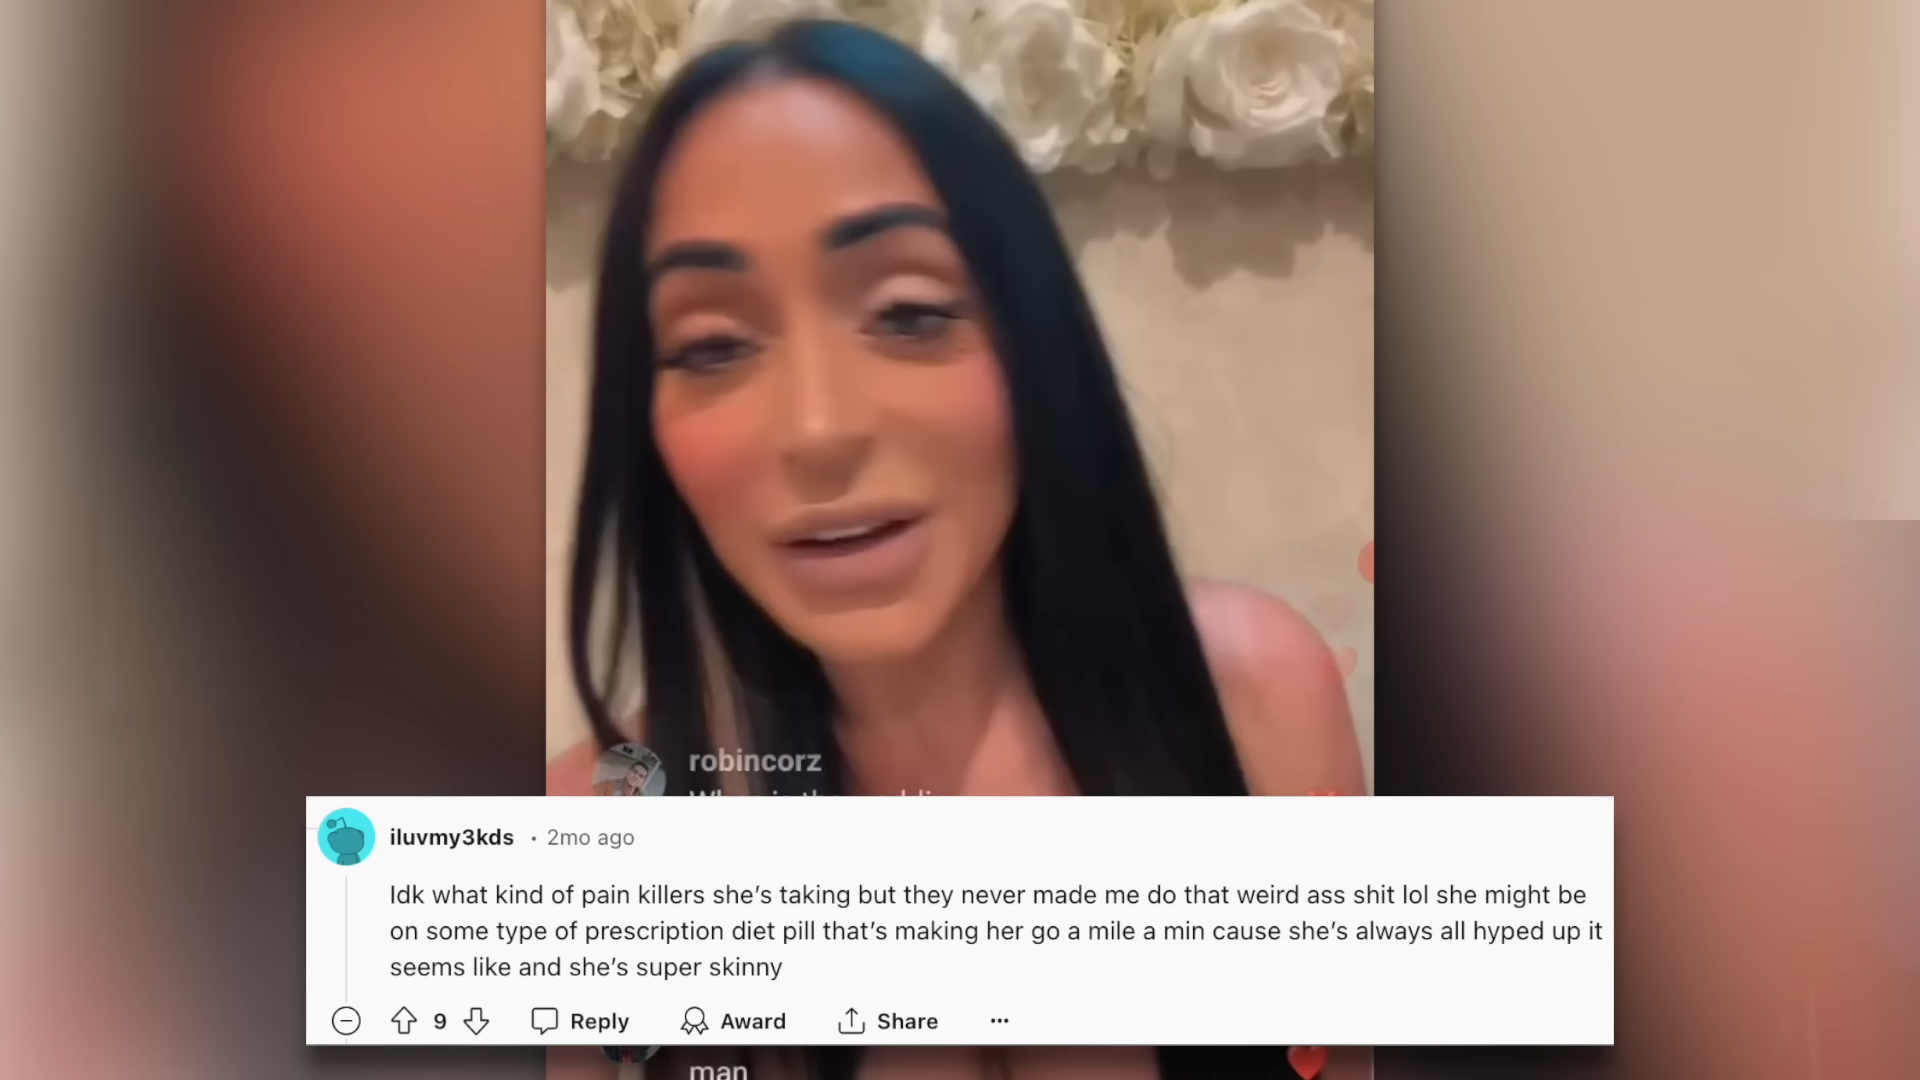 robincorz
iluvmy3kds • 2mo ago
Idk what kind of pain killers she's taking but they never made me do that weird ass shit lol she might be
on some type of prescription diet pill that's making her go a mile a min cause she's always all hyped up it
seems like and she's super skinny
9 Reply Award Share
man